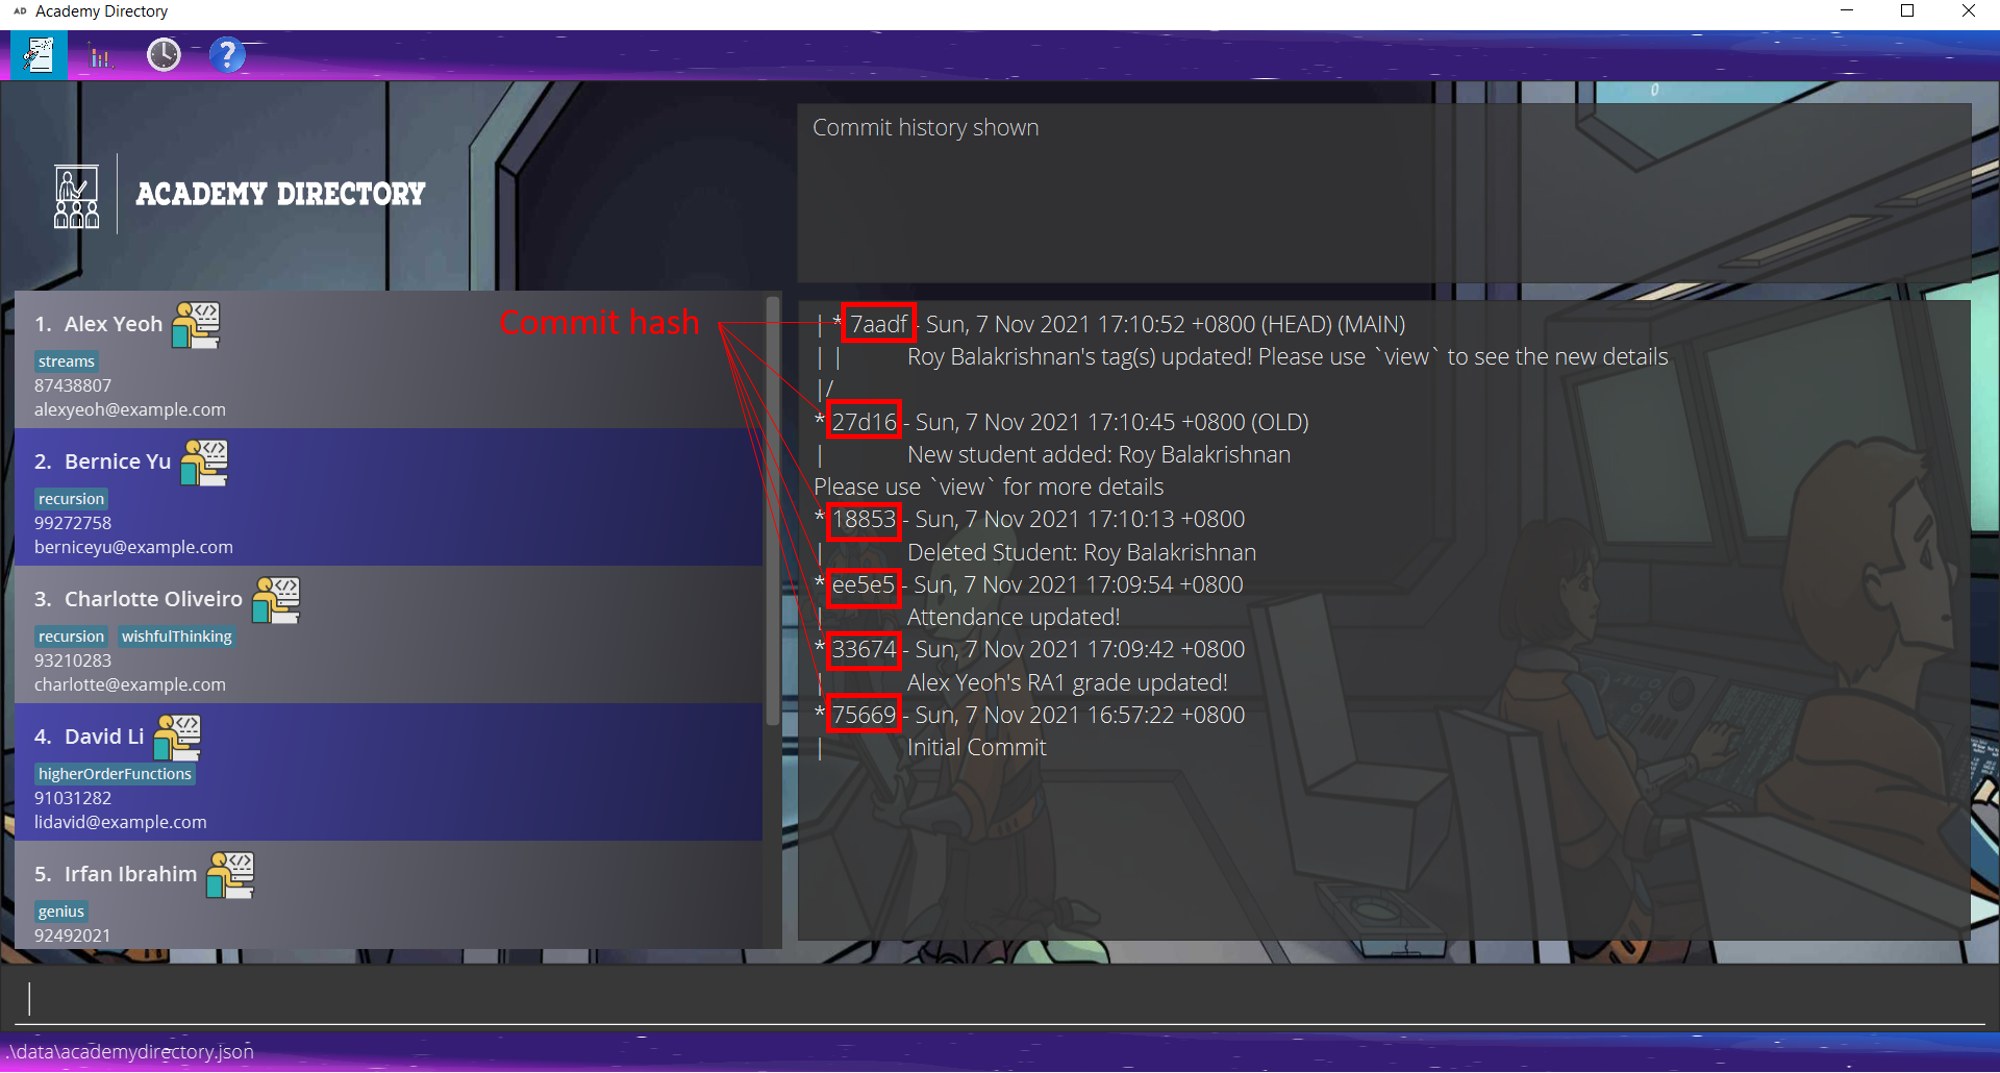 AD Academy Directory
?
0
ACADEMY DIRECTORY
Commit history shown
1. Alex Yeoh
streams
87438807
alexyeoh@example.com
2. Bernice Yu
recursion
99272758
berniceyu@example.com
3. Charlotte Oliveiro
recursion wishfulThinking
93210283
charlotte@example.com
4. David Li
higherOrderFunctions
91031282
lidavid@example.com
5. Irfan Ibrahim
genius
92492021
Commit hash
| * 7aadf - Sun, 7 Nov 2021 17:10:52 +0800 (HEAD) (MAIN)
| | Roy Balakrishnan's tag(s) updated! Please use `view` to see the new details
|/
* 27d16 - Sun, 7 Nov 2021 17:10:45 +0800 (OLD)
| New student added: Roy Balakrishnan
Please use `view` for more details
* 18853 - Sun, 7 Nov 2021 17:10:13 +0800
| Deleted Student: Roy Balakrishnan
* ee5e5 - Sun, 7 Nov 2021 17:09:54 +0800
| Attendance updated!
* 33674 - Sun, 7 Nov 2021 17:09:42 +0800
| Alex Yeoh's RA1 grade updated!
* 75669 - Sun, 7 Nov 2021 16:57:22 +0800
| Initial Commit
.\data\academydirectory.json